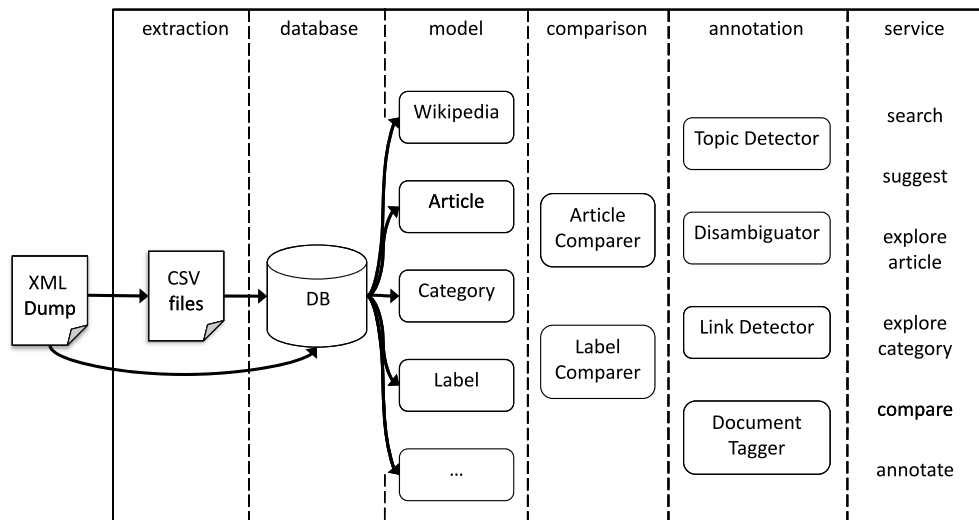 extraction
database
model
comparison
annotation
service
XML
Dump
CSV
files
DB
Wikipedia
Article
Category
Label
...
Article
Comparer
Label
Comparer
Topic Detector
Disambiguator
Link Detector
Document
Tagger
search
suggest
explore
article
explore
category
compare
annotate